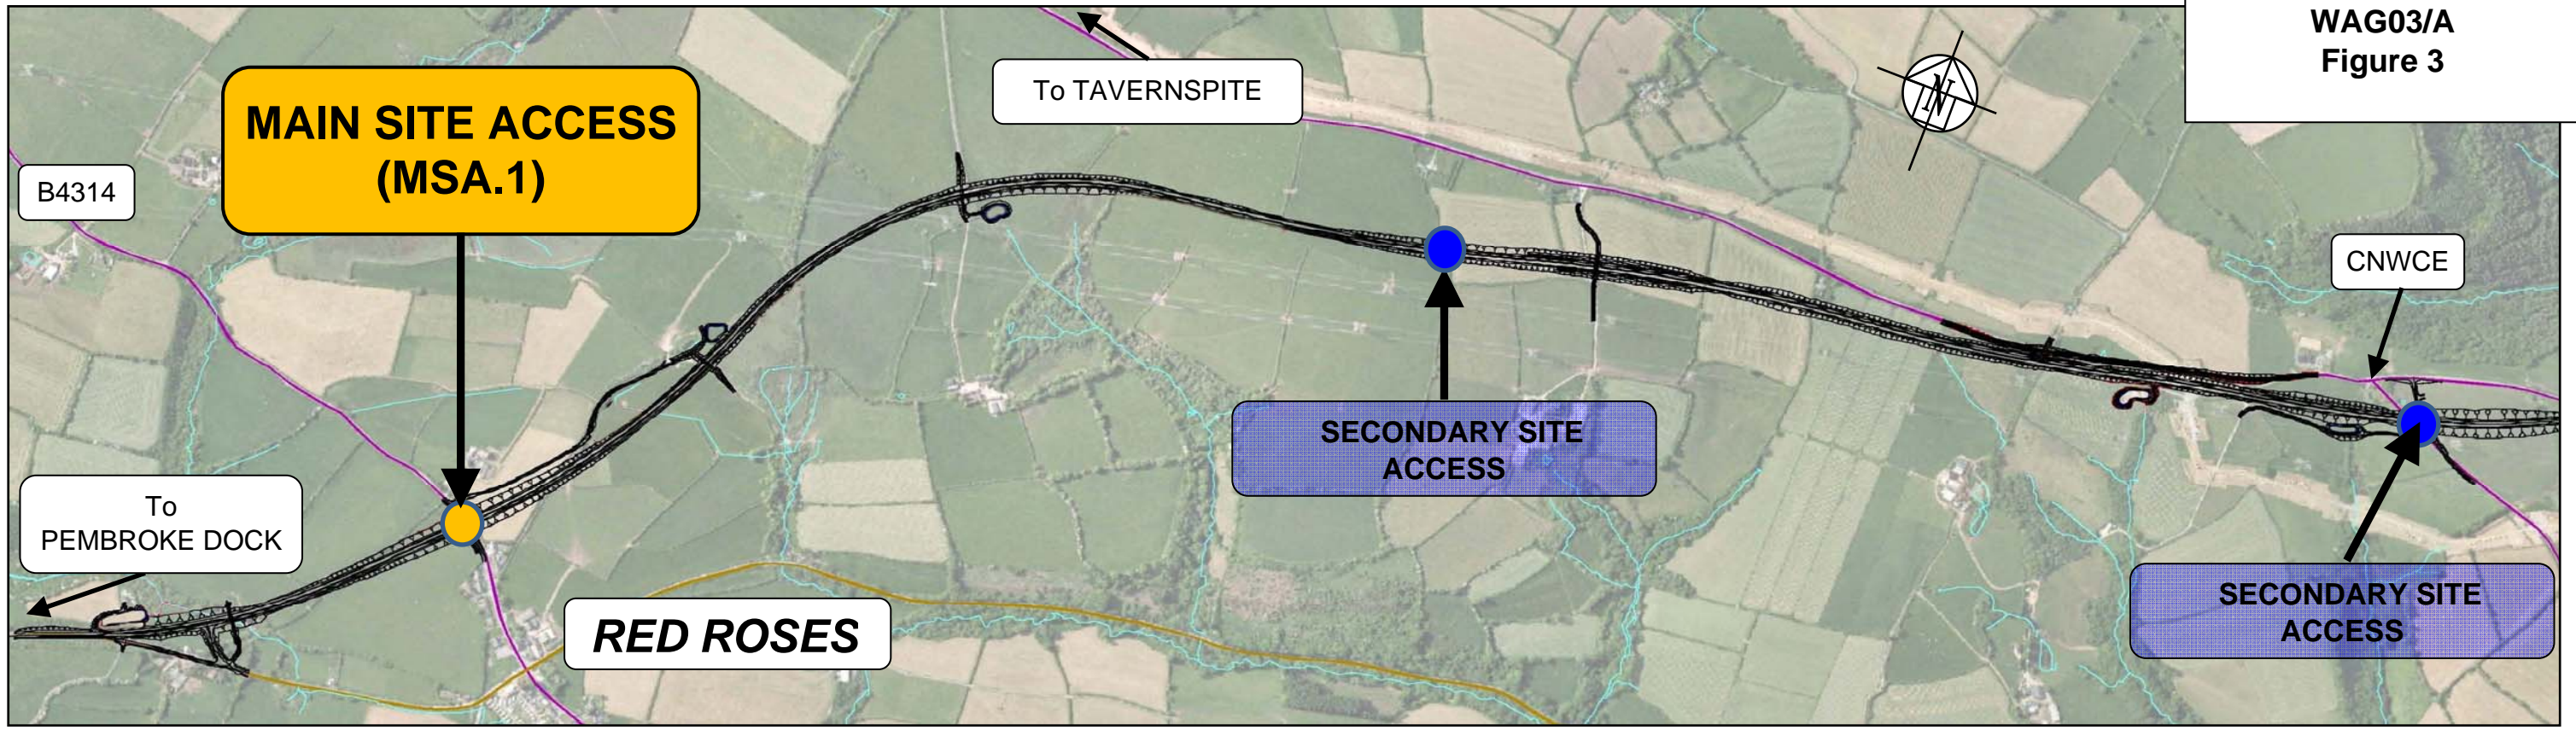 WAG03/A
Figure 3
To TAVERNSPITE
N
MAIN SITE ACCESS
(MSA.1)
B4314
CNWCE
SECONDARY SITE
ACCESS
To
PEMBROKE DOCK
SECONDARY SITE
ACCESS
RED ROSES